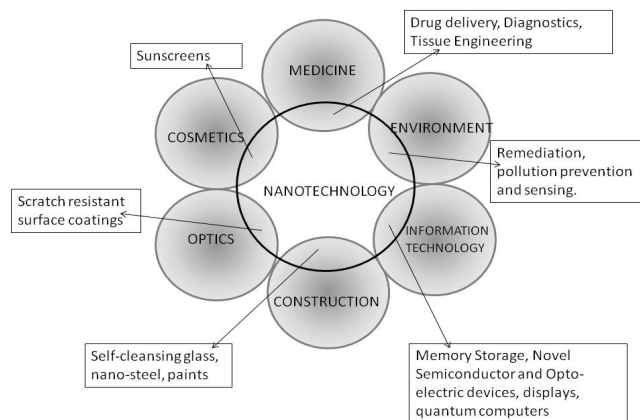 Drug delivery, Diagnostics,
Tissue Engineering
Sunscreens
MEDICINE
COSMETICS
ENVIRONMENT
Remediation,
pollution prevention
and sensing.
NANOTECHNOLOGY
Scratch resistant
surface coatings
OPTICS
INFORMATION
TECHNOLOGY
CONSTRUCTION
Self-cleansing glass,
nano-steel, paints
Memory Storage, Novel
Semiconductor and Opto-
electric devices, displays,
quantum computers